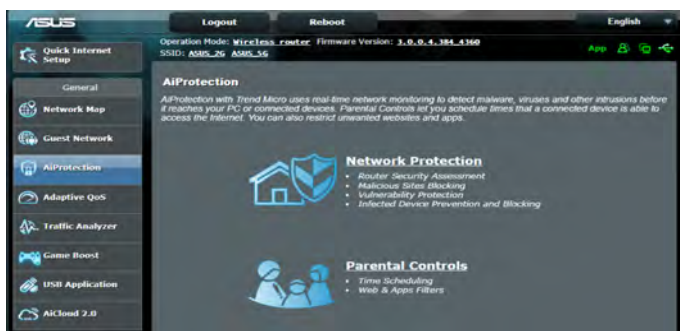 ASUS
Logout
Reboot
English
Quick Internet
Setup
Operation Mode: Wireless router Firmware Version: 3.0.0.4.384_4360
SSID: ASUS_2G ASUS_5G
App
General
Network Map
Guest Network
AiProtection
Adaptive QoS
Traffic Analyzer
Game Boost
USB Application
AiCloud 2.0
AiProtection
AiProtection with Trend Micro uses real-time network monitoring to detect malware, viruses and other intrusions before
it reaches your PC or connected devices. Parental Controls let you schedule times that a connected device is able to
access the Internet. You can also restrict unwanted websites and apps.
Network Protection
• Router Security Assessment
• Malicious Sites Blocking
• Vulnerability Protection
• Infected Device Prevention and Blocking
Parental Controls
• Time Scheduling
• Web & Apps Filters